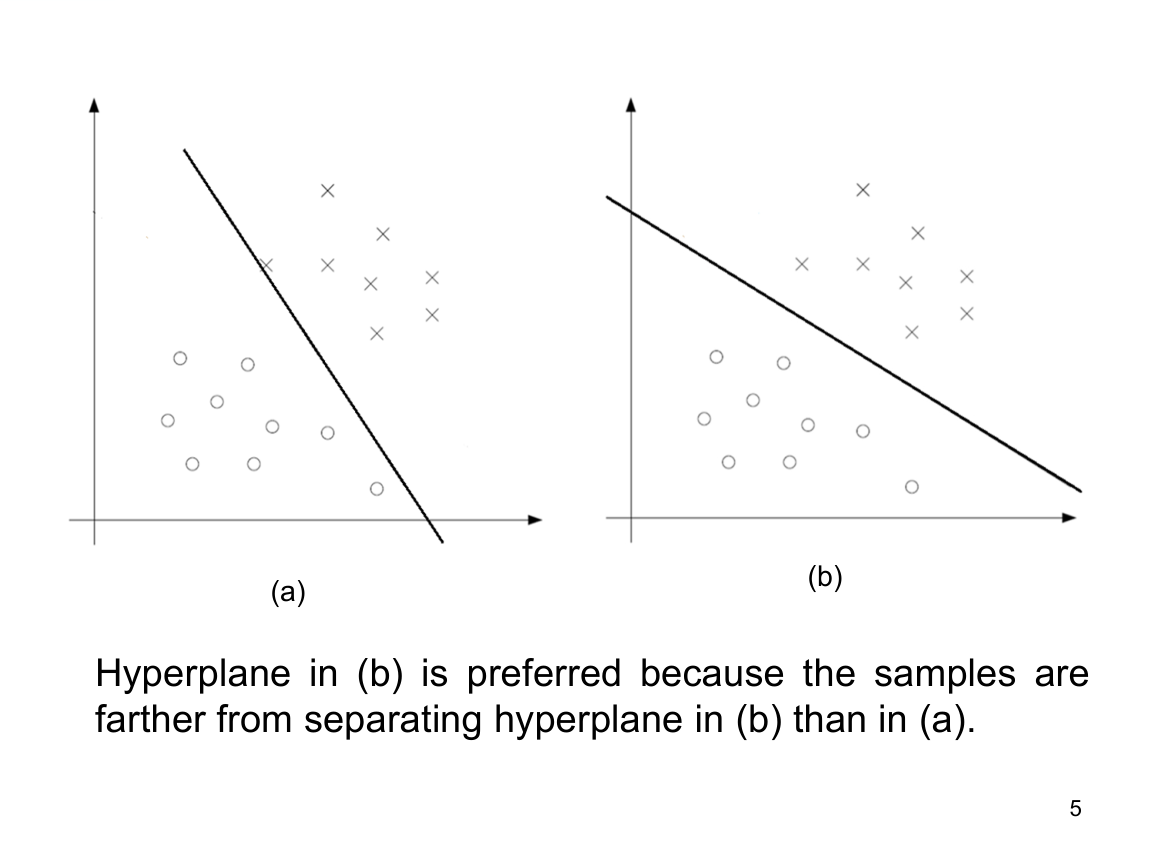 (a)
(b)
Hyperplane in (b) is preferred because the samples are
farther from separating hyperplane in (b) than in (a).
5